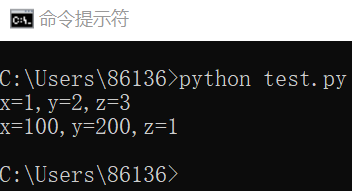 命令提示符
C:\Users\86136>python test.py
x=1,y=2,z=3
x=100,y=200,z=1
C:\Users\86136>